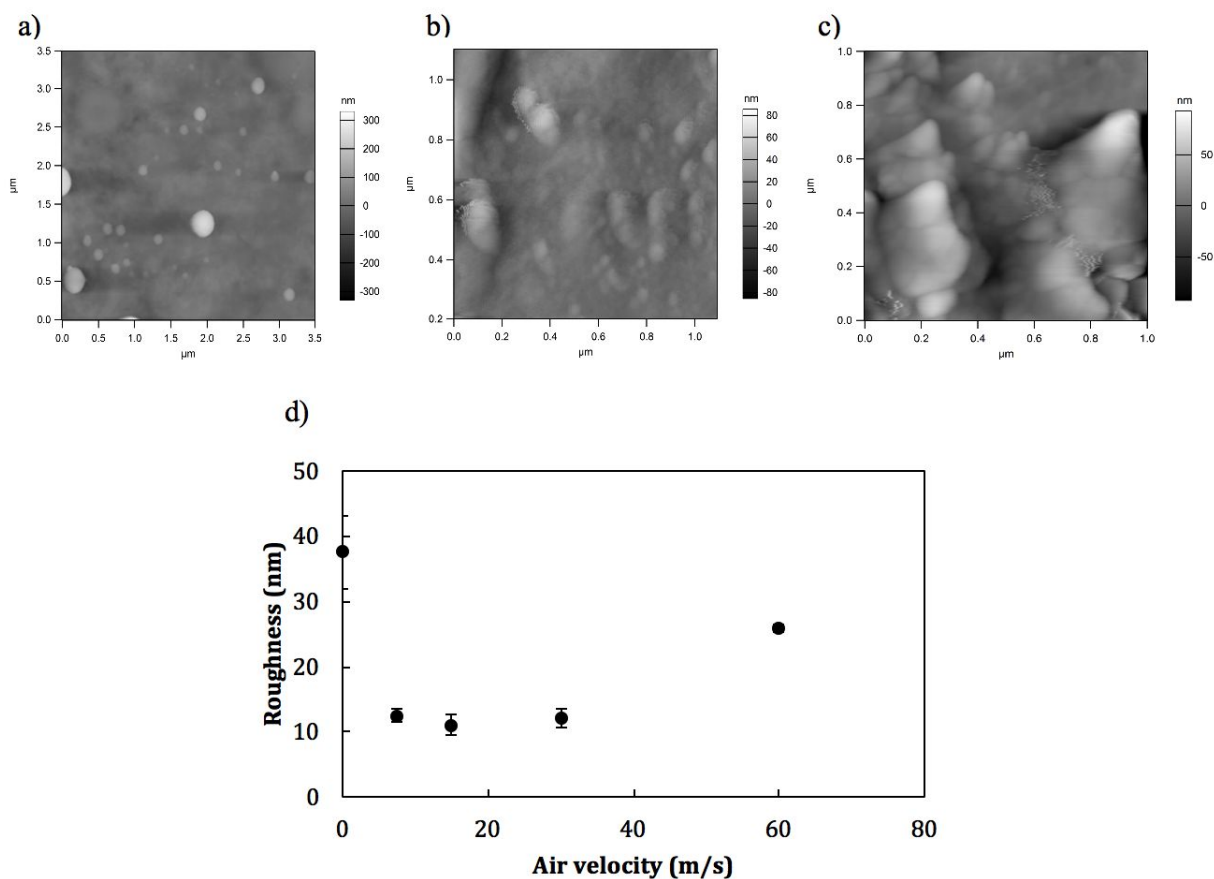 a)
3.5
3.0
2.5
2.0
1.5
1.0
0.5
0.0
µm
0.0 0.5 1.0 1.5 2.0 2.5 3.0 3.5
µm
nm
300
200
100
0
-100
-200
-300
b)
1.0
0.8
0.6
0.4
0.2
µm
0.0 0.2 0.4 0.6 0.8 1.0
µm
nm
80
60
40
20
0
-20
-40
-60
-80
c)
1.0
0.8
0.6
0.4
0.2
0.0
µm
0.0 0.2 0.4 0.6 0.8 1.0
µm
nm
50
0
-50
d)
Roughness (nm)
50
40
30
20
10
0
0 20 40 60 80
Air velocity (m/s)